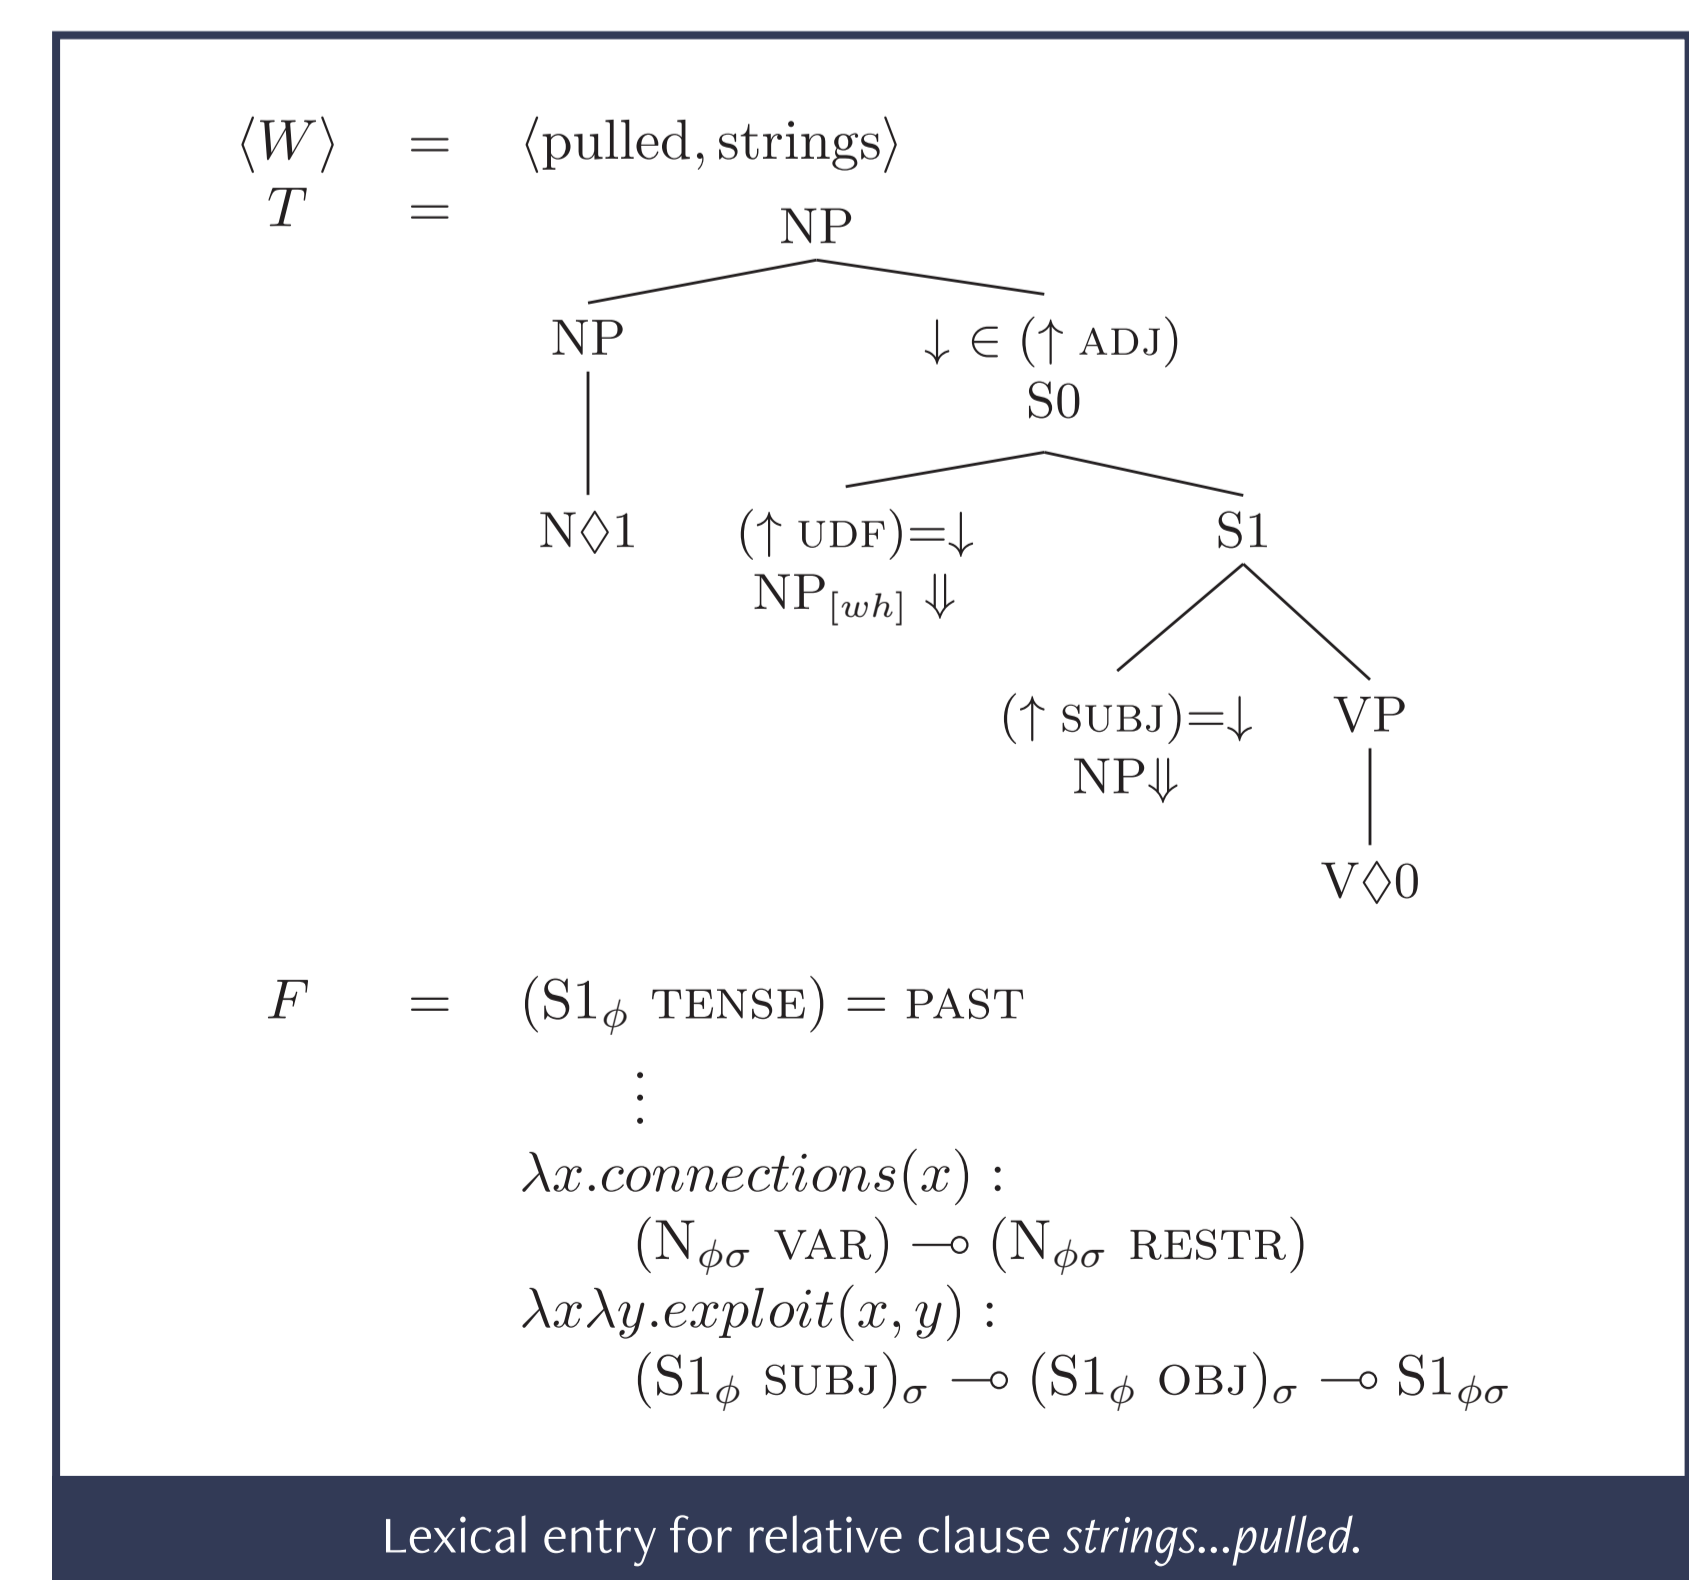 ⟨W⟩ = ⟨pulled, strings⟩
T =
NP
NP ↓ ∈ (↑ ADJ)
S0
N◇1 (↑ UDF)=↓ S1
NP[wh] ⇓
(↑ SUBJ)=↓ VP
NP⇓
V◇0
F = (S1ϕ TENSE) = PAST
⋮
λx.connections(x) :
(Nϕσ VAR) ⊸ (Nϕσ RESTR)
λxλy.exploit(x, y) :
(S1ϕ SUBJ)σ ⊸ (S1ϕ OBJ)σ ⊸ S1ϕσ
Lexical entry for relative clause strings...pulled.